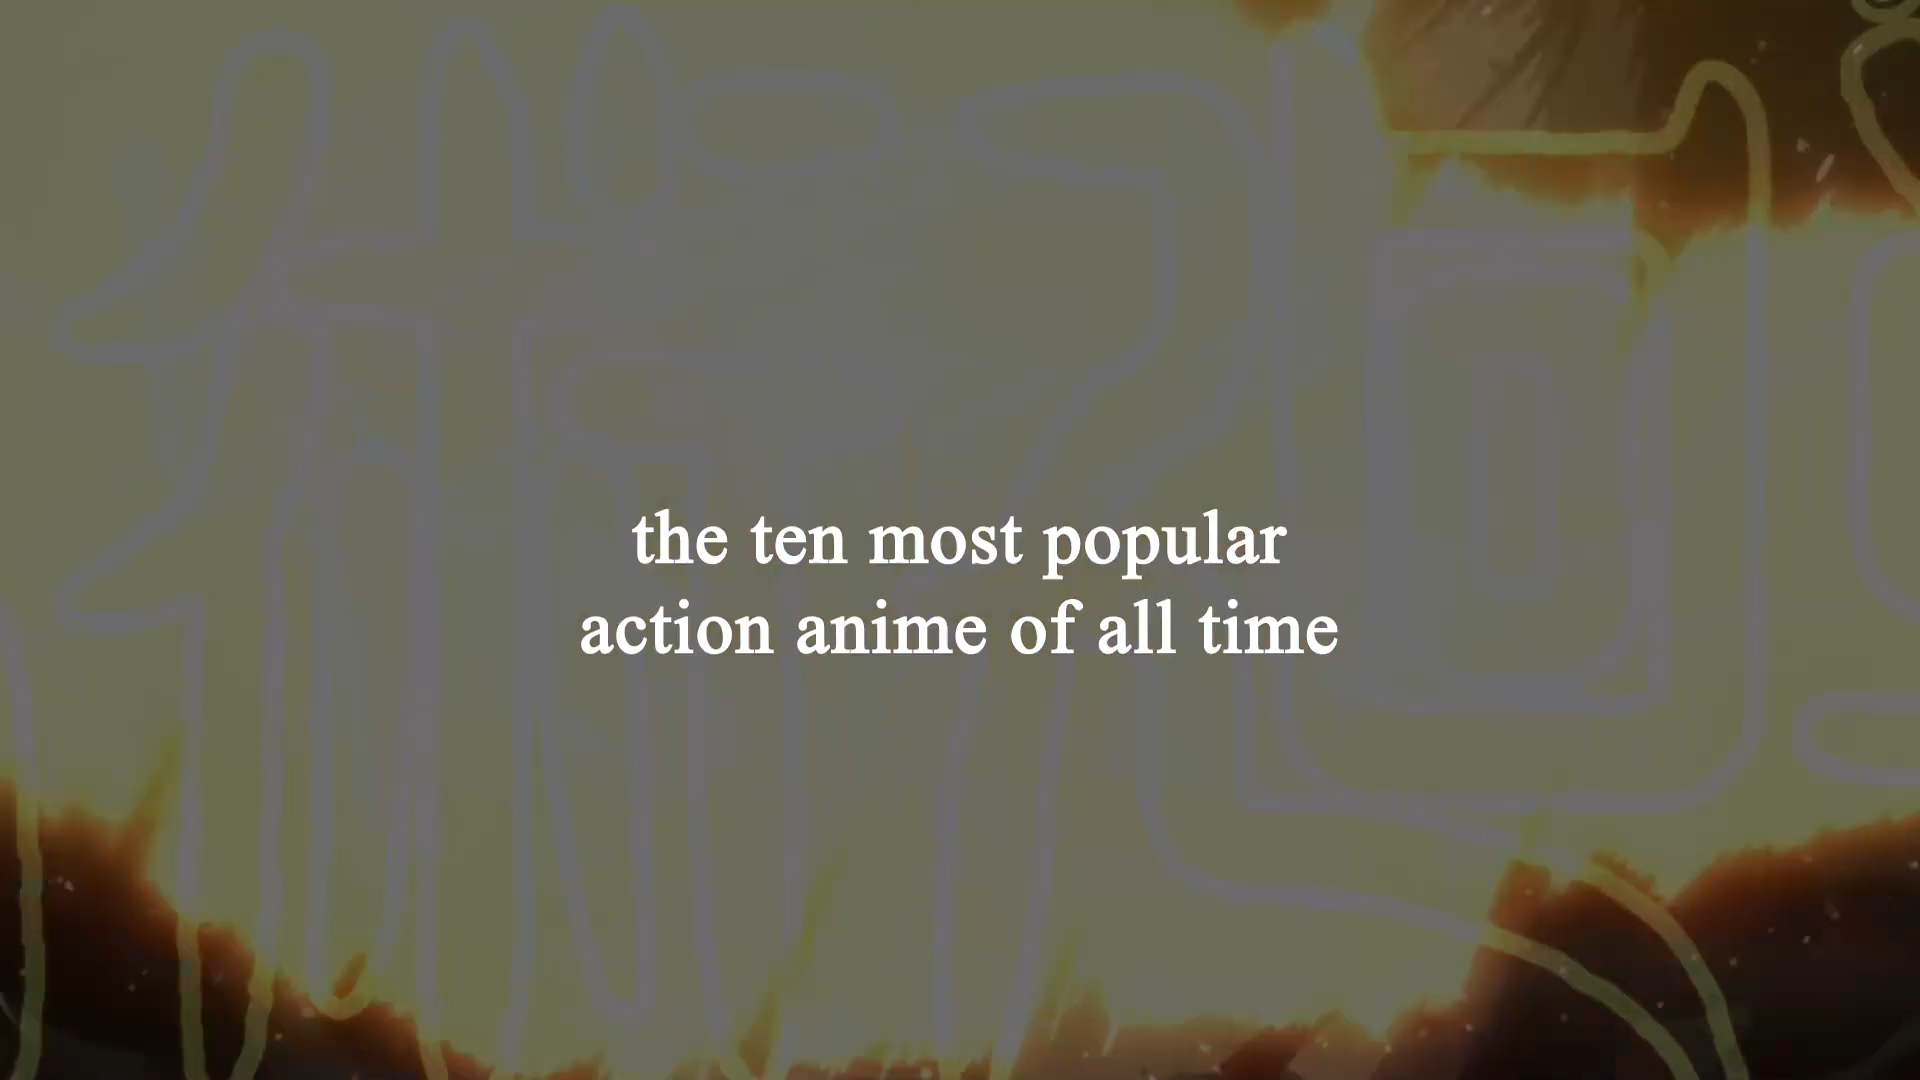 the ten most popular
action anime of all time